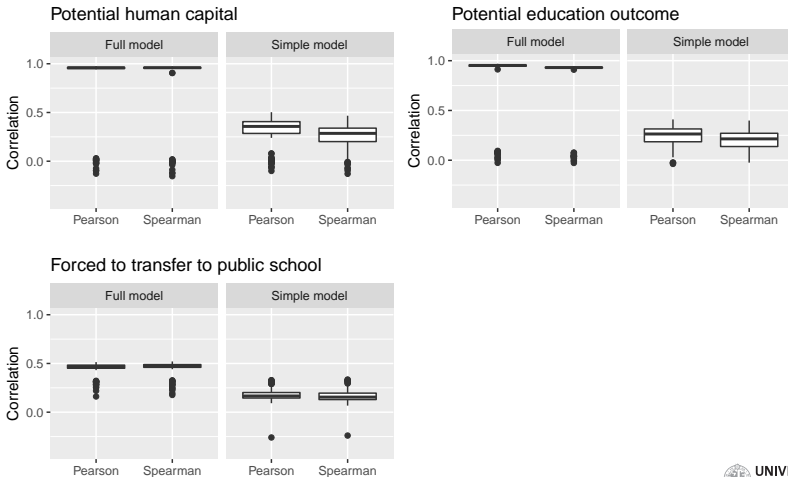 Potential human capital
Full model
Simple model
Correlation
1.0
0.5
0.0
Pearson
Spearman
Pearson
Spearman
Potential education outcome
Full model
Simple model
Correlation
1.0
0.5
0.0
Pearson
Spearman
Pearson
Spearman
Forced to transfer to public school
Full model
Simple model
Correlation
1.0
0.5
0.0
Pearson
Spearman
Pearson
Spearman
UNIVE